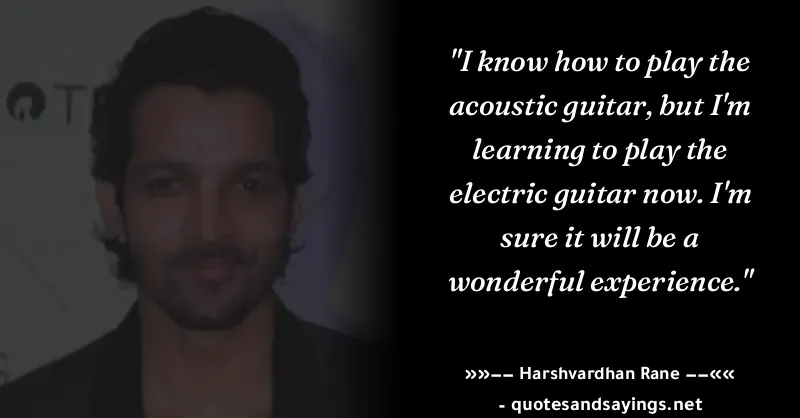 "I know how to play the
acoustic guitar, but I'm
learning to play the
electric guitar now. I'm
sure it will be a
wonderful experience."
»»−− Harshvardhan Rane −−««
- quotesandsayings.net